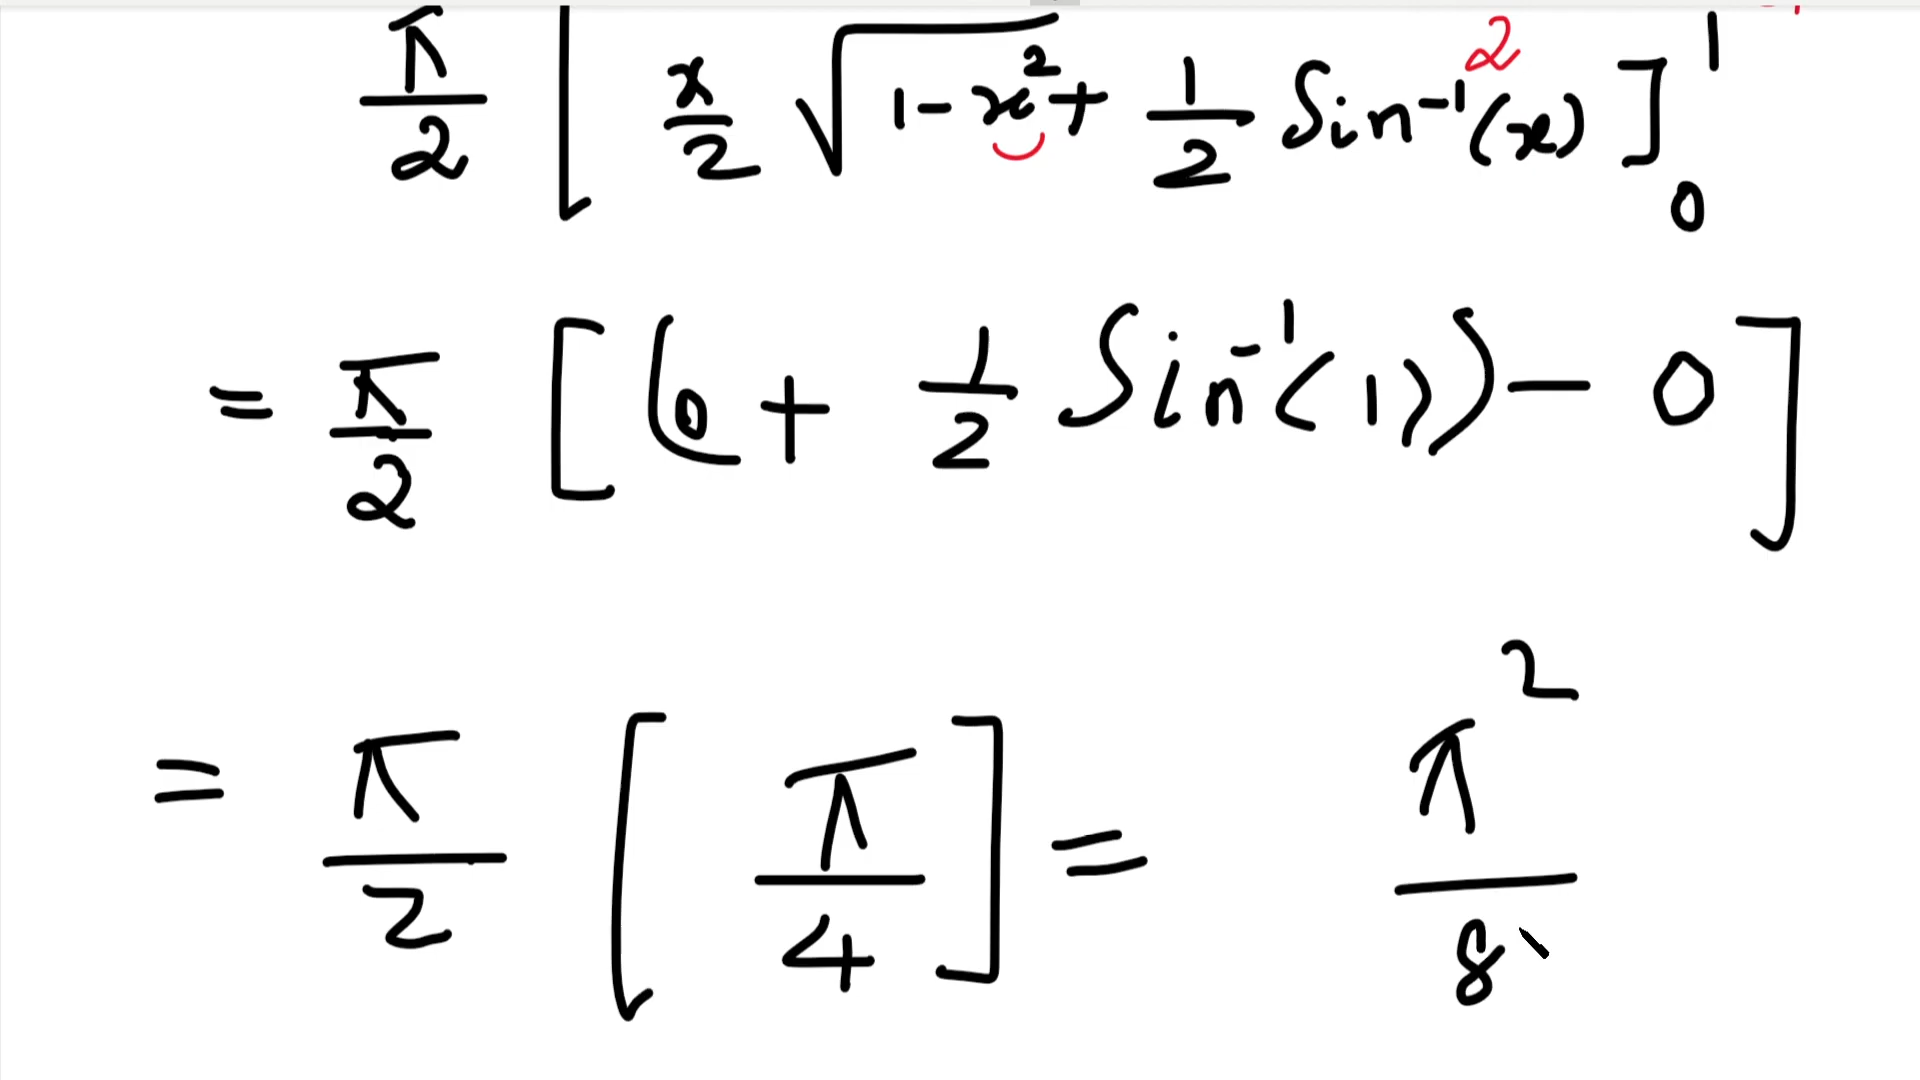 π/2 [ x/2 √(1-x²) + 1/2 Sin⁻¹(x) ]₀¹ 2
= π/2 [ (0 + 1/2 Sin⁻¹(1)) - 0 ]
= π/2 [ π/4 ] = π²/8